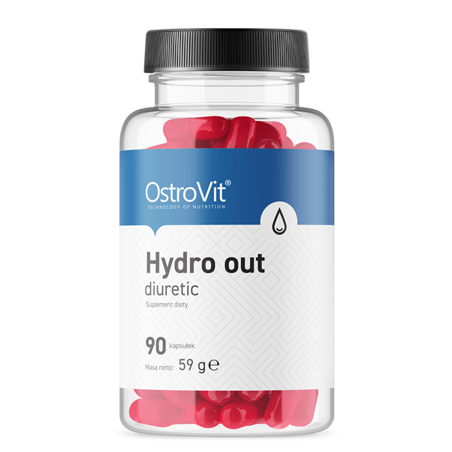 OstroVit®
TECHNOLOGY OF NUTRITION
Hydro out
diuretic
Suplement diety
90 kapsułek
Masa netto: 59 g℮